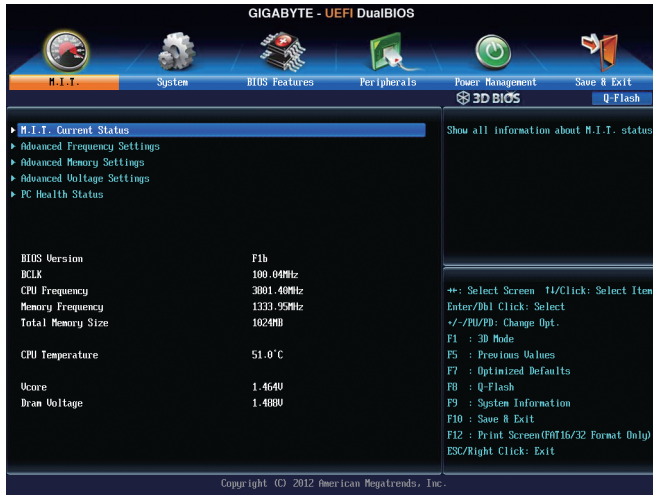 GIGABYTE - UEFI DualBIOS
M.I.T.
System
BIOS Features
Peripherals
Power Management
Save & Exit
3D BIOS
Q-Flash
M.I.T. Current Status
Advanced Frequency Settings
Advanced Memory Settings
Advanced Voltage Settings
PC Health Status
BIOS Version F1b
BCLK 100.04MHz
CPU Frequency 3801.40MHz
Memory Frequency 1333.95MHz
Total Memory Size 1024MB
CPU Temperature 51.0°C
Vcore 1.464V
Dram Voltage 1.488V
Show all information about M.I.T. status
→←: Select Screen ↑↓/Click: Select Item
Enter/Dbl Click: Select
+/-/PU/PD: Change Opt.
F1 : 3D Mode
F5 : Previous Values
F7 : Optimized Defaults
F8 : Q-Flash
F9 : System Information
F10 : Save & Exit
F12 : Print Screen(FAT16/32 Format Only)
ESC/Right Click: Exit
Copyright (C) 2012 American Megatrends, Inc.